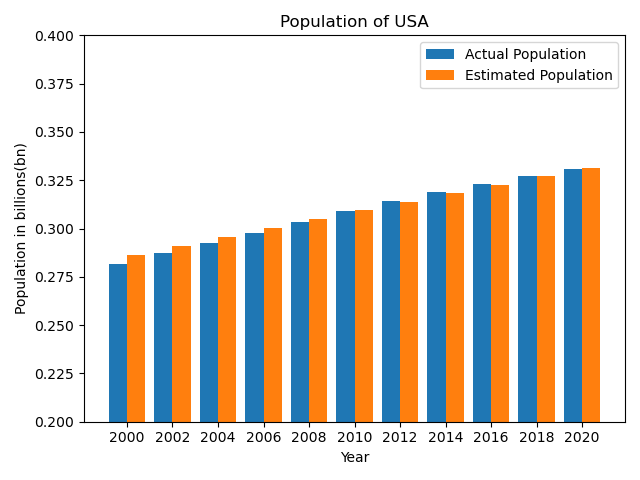 Population of USA
Actual Population
Estimated Population
Population in billions(bn)
0.400
0.375
0.350
0.325
0.300
0.275
0.250
0.225
0.200
2000 2002 2004 2006 2008 2010 2012 2014 2016 2018 2020
Year